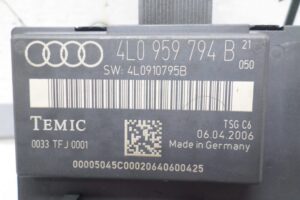 4L0 959 794 B 21
050
SW: 4L0910795B
TEMIC
TSG C6
06.04.2006
0033 TFJ 0001
Made in Germany
00005045C00020640600425